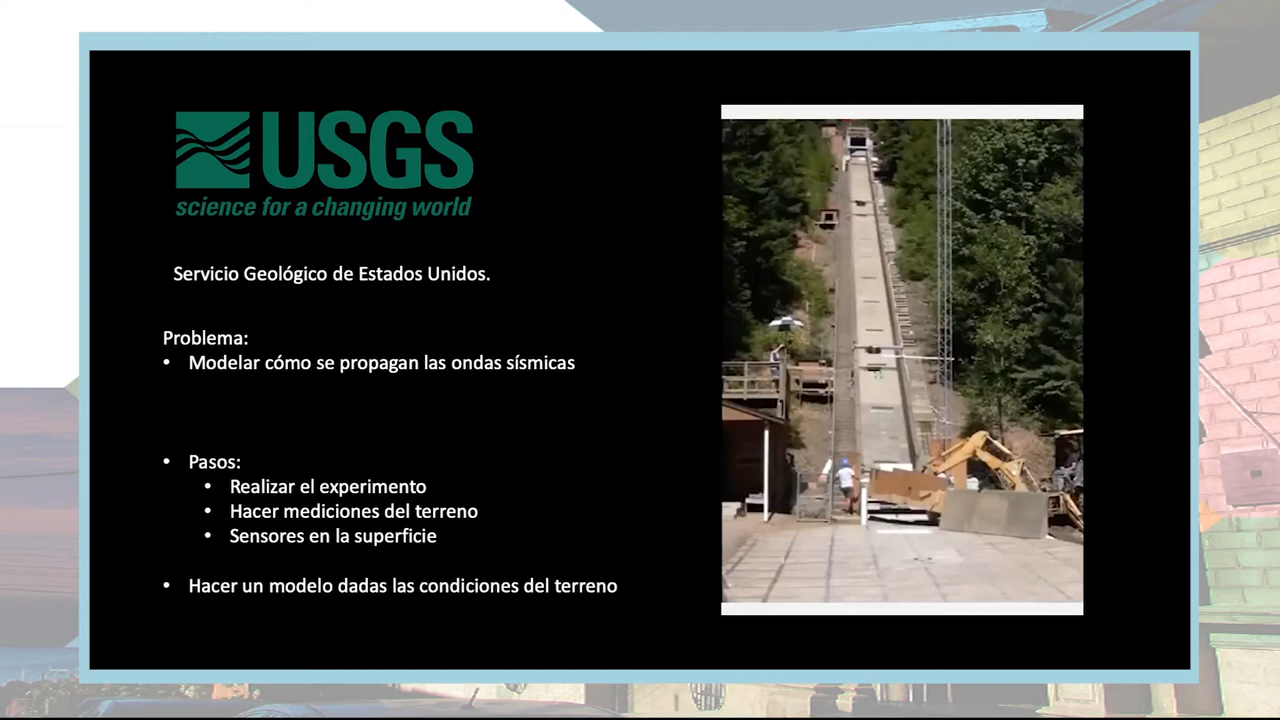 USGS
science for a changing world
Servicio Geológico de Estados Unidos.
Problema:
• Modelar cómo se propagan las ondas sísmicas
• Pasos:
• Realizar el experimento
• Hacer mediciones del terreno
• Sensores en la superficie
• Hacer un modelo dadas las condiciones del terreno